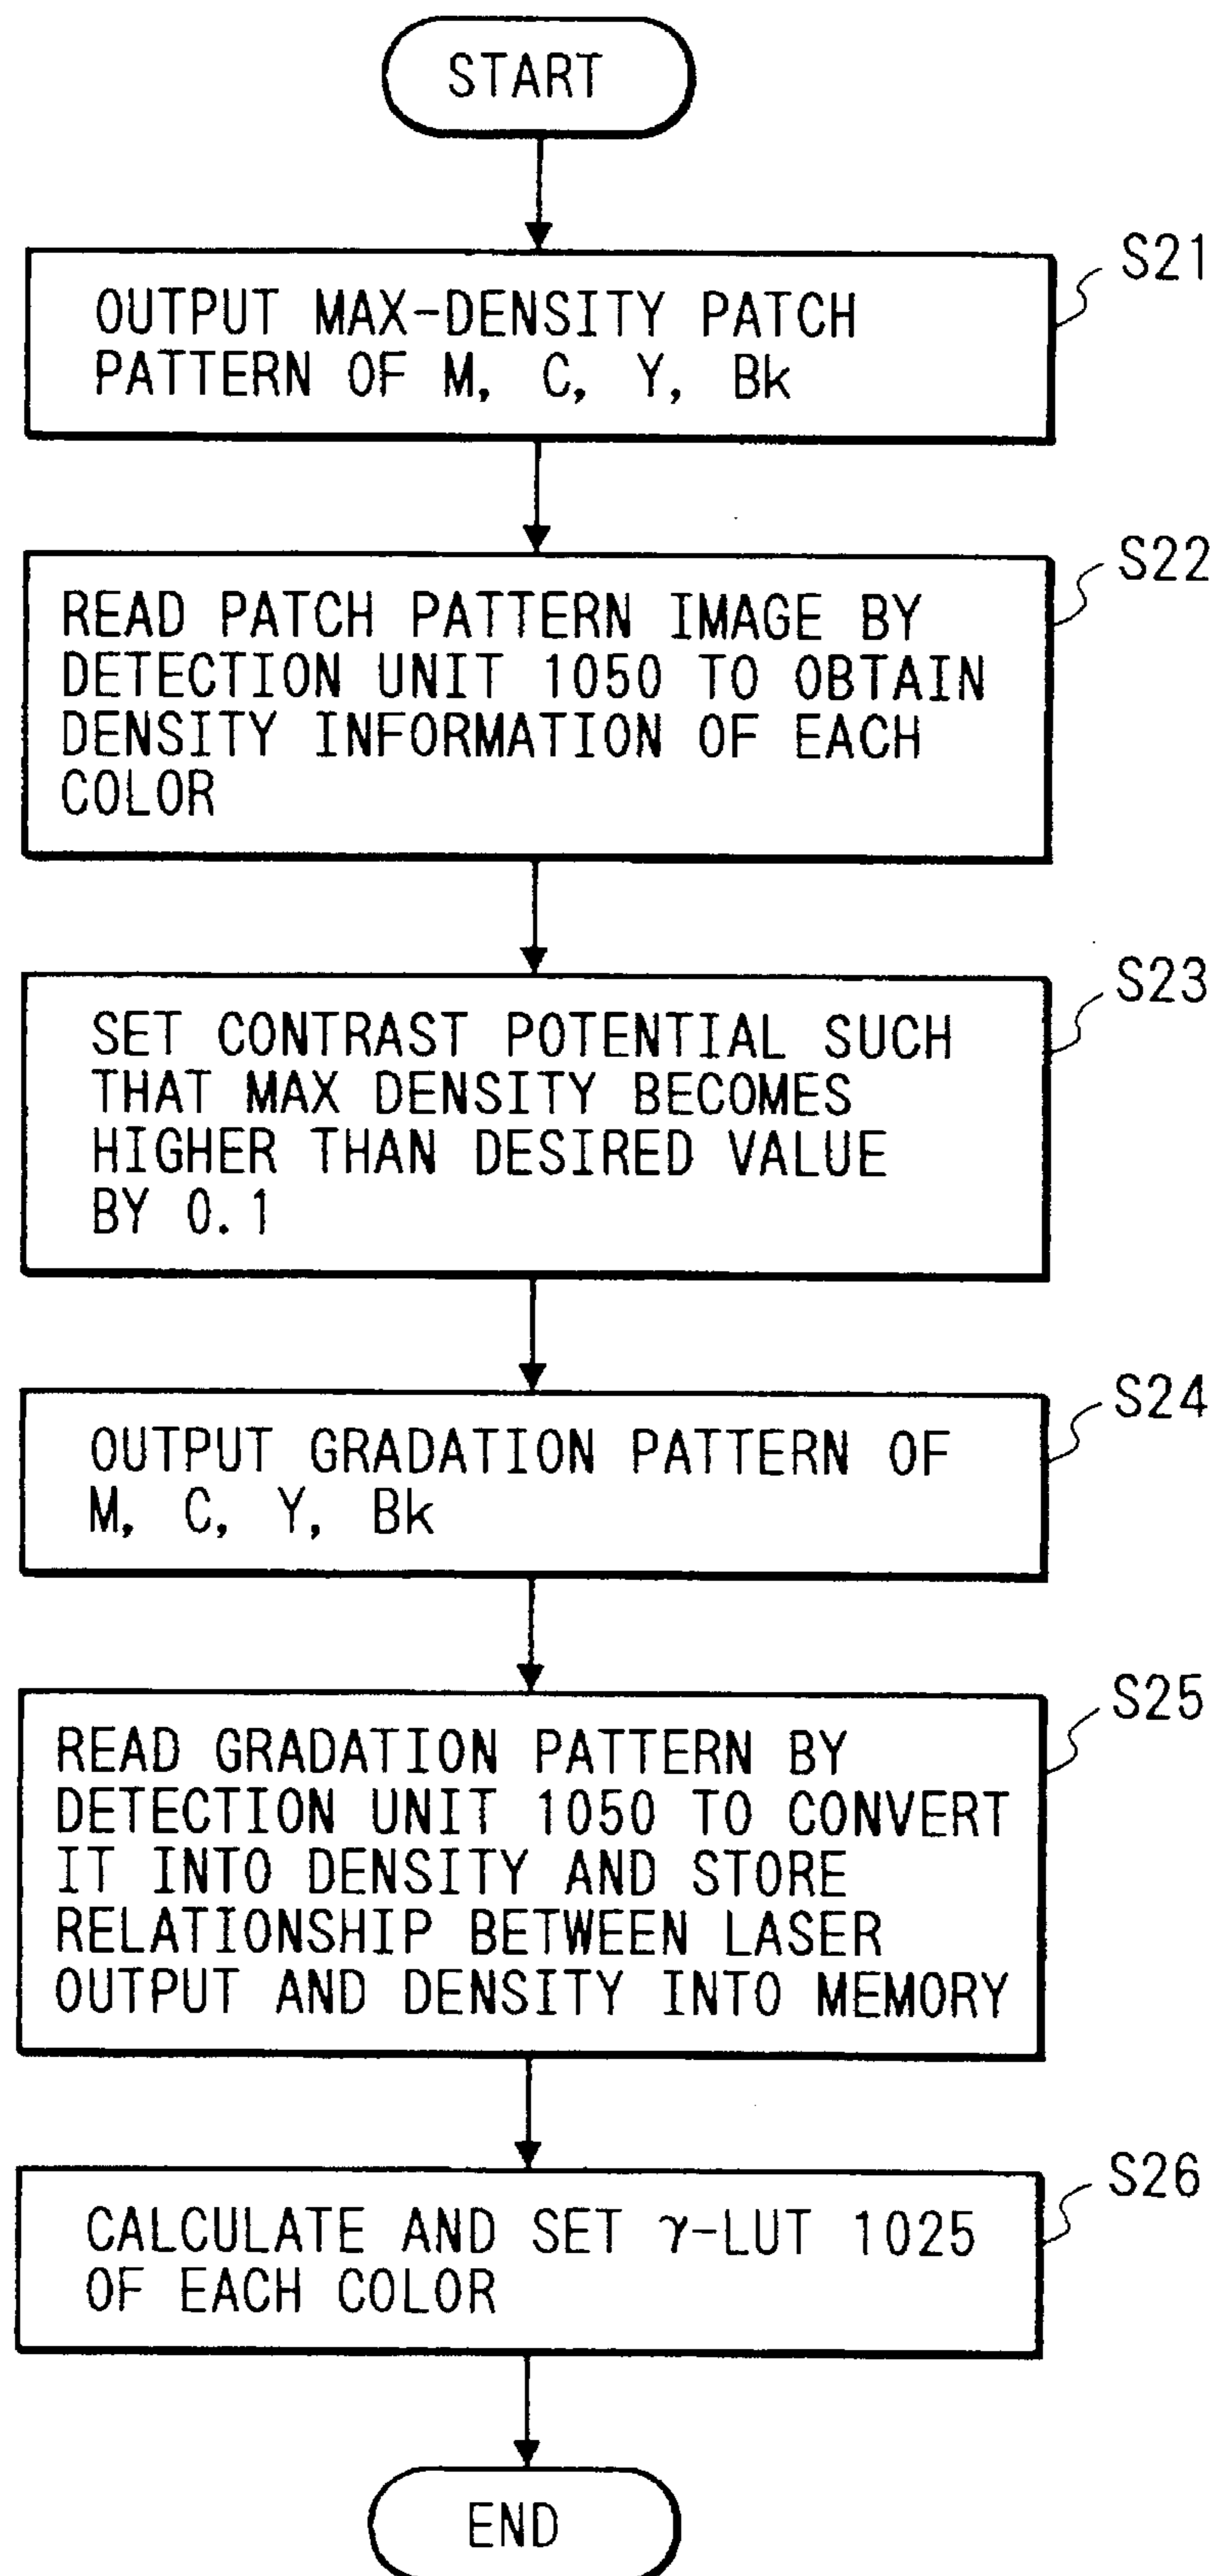 START
S21
OUTPUT MAX-DENSITY PATCH
PATTERN OF M, C, Y, Bk
S22
READ PATCH PATTERN IMAGE BY
DETECTION UNIT 1050 TO OBTAIN
DENSITY INFORMATION OF EACH
COLOR
S23
SET CONTRAST POTENTIAL SUCH
THAT MAX DENSITY BECOMES
HIGHER THAN DESIRED VALUE
BY 0.1
S24
OUTPUT GRADATION PATTERN OF
M, C, Y, Bk
S25
READ GRADATION PATTERN BY
DETECTION UNIT 1050 TO CONVERT
IT INTO DENSITY AND STORE
RELATIONSHIP BETWEEN LASER
OUTPUT AND DENSITY INTO MEMORY
S26
CALCULATE AND SET γ-LUT 1025
OF EACH COLOR
END